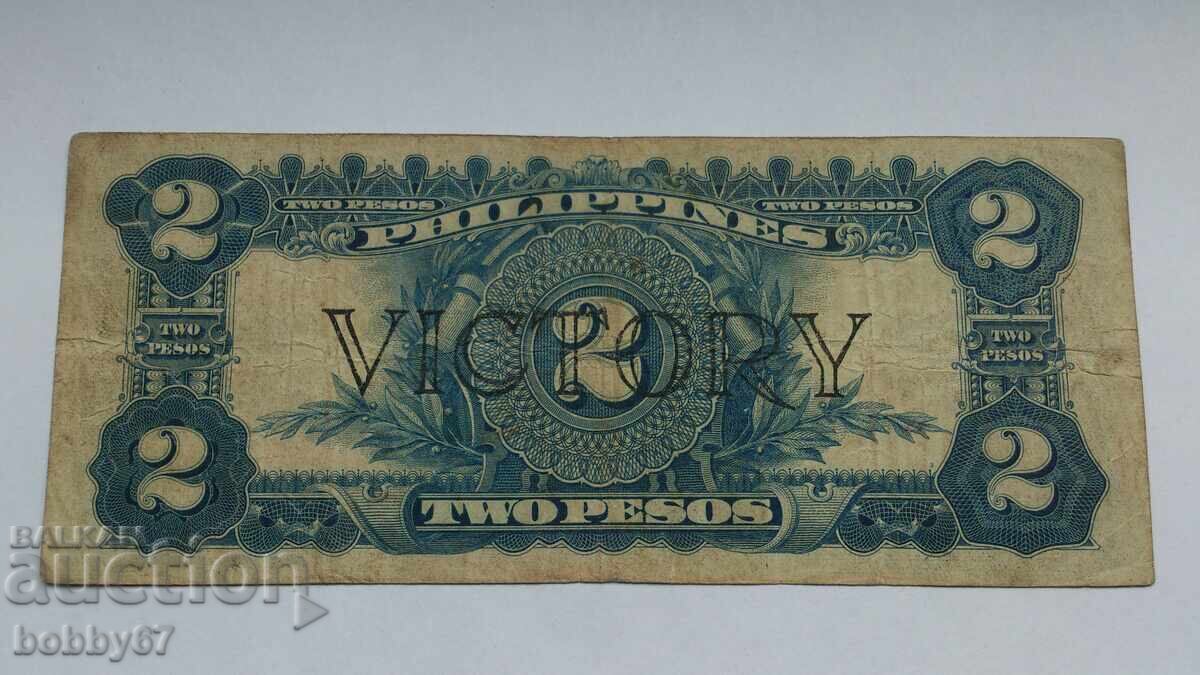 2 TWO PESOS TWO PESOS 2
PHILIPPINES
TWO PESOS TWO PESOS
VICTORY
2
2 2
TWO PESOS
BALKAN
auction
bobby67